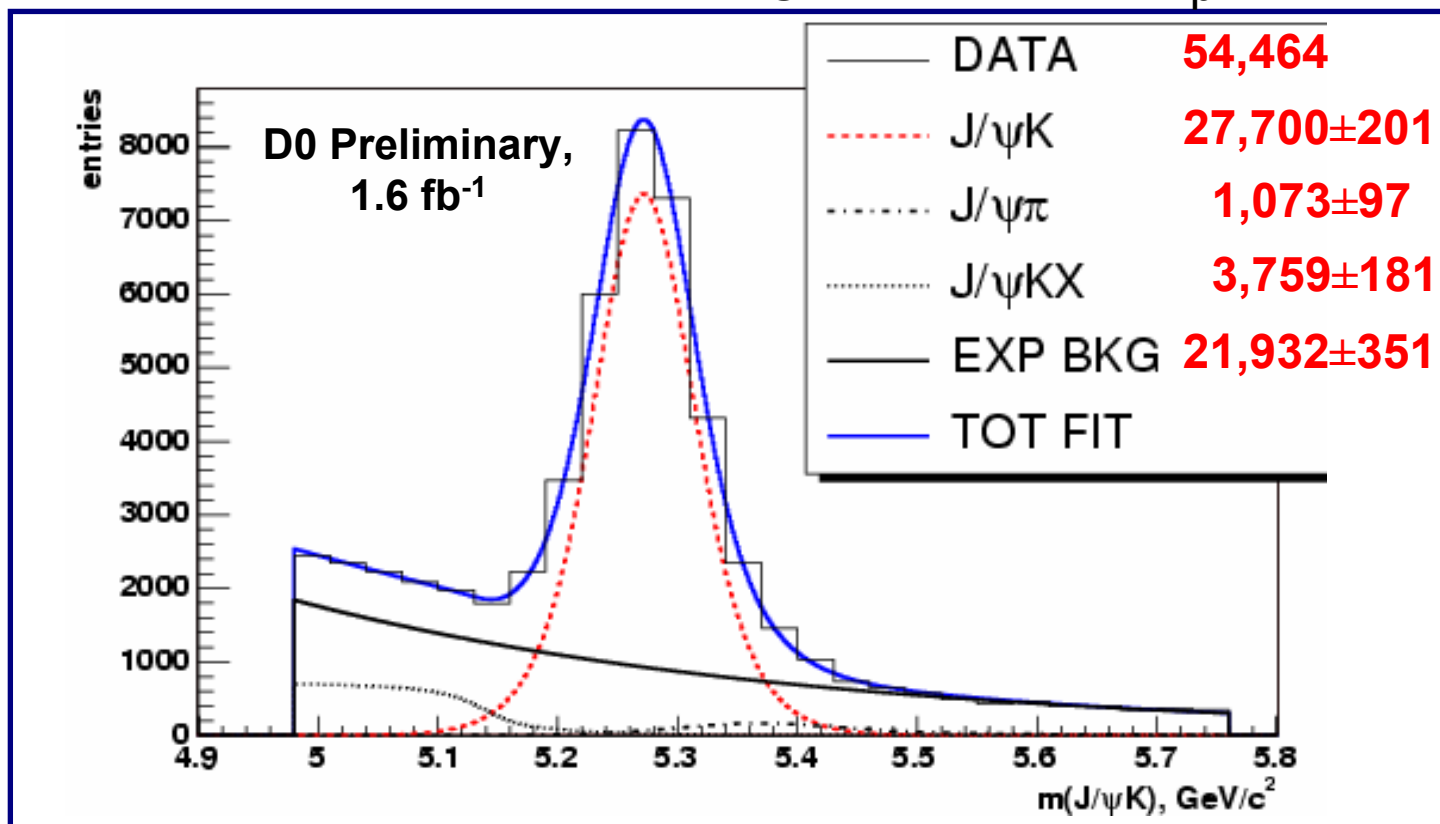 DATA 54,464
J/ψK 27,700±201
J/ψπ 1,073±97
J/ψKX 3,759±181
EXP BKG 21,932±351
TOT FIT
D0 Preliminary,
1.6 fb-1
entries
8000
7000
6000
5000
4000
3000
2000
1000
0
4.9 5 5.1 5.2 5.3 5.4 5.5 5.6 5.7 5.8
m(J/ψK), GeV/c2